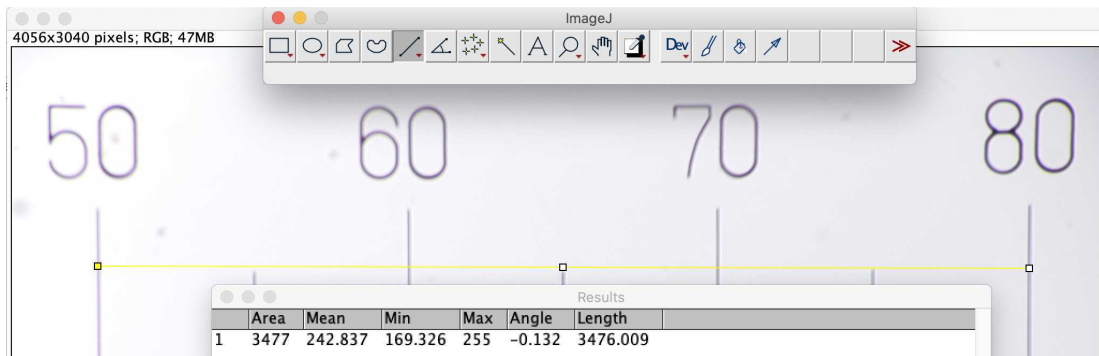 ImageJ
4056x3040 pixels; RGB; 47MB
A Dev
50 60 70 80
Results
Area Mean Min Max Angle Length
1 3477 242.837 169.326 255 -0.132 3476.009